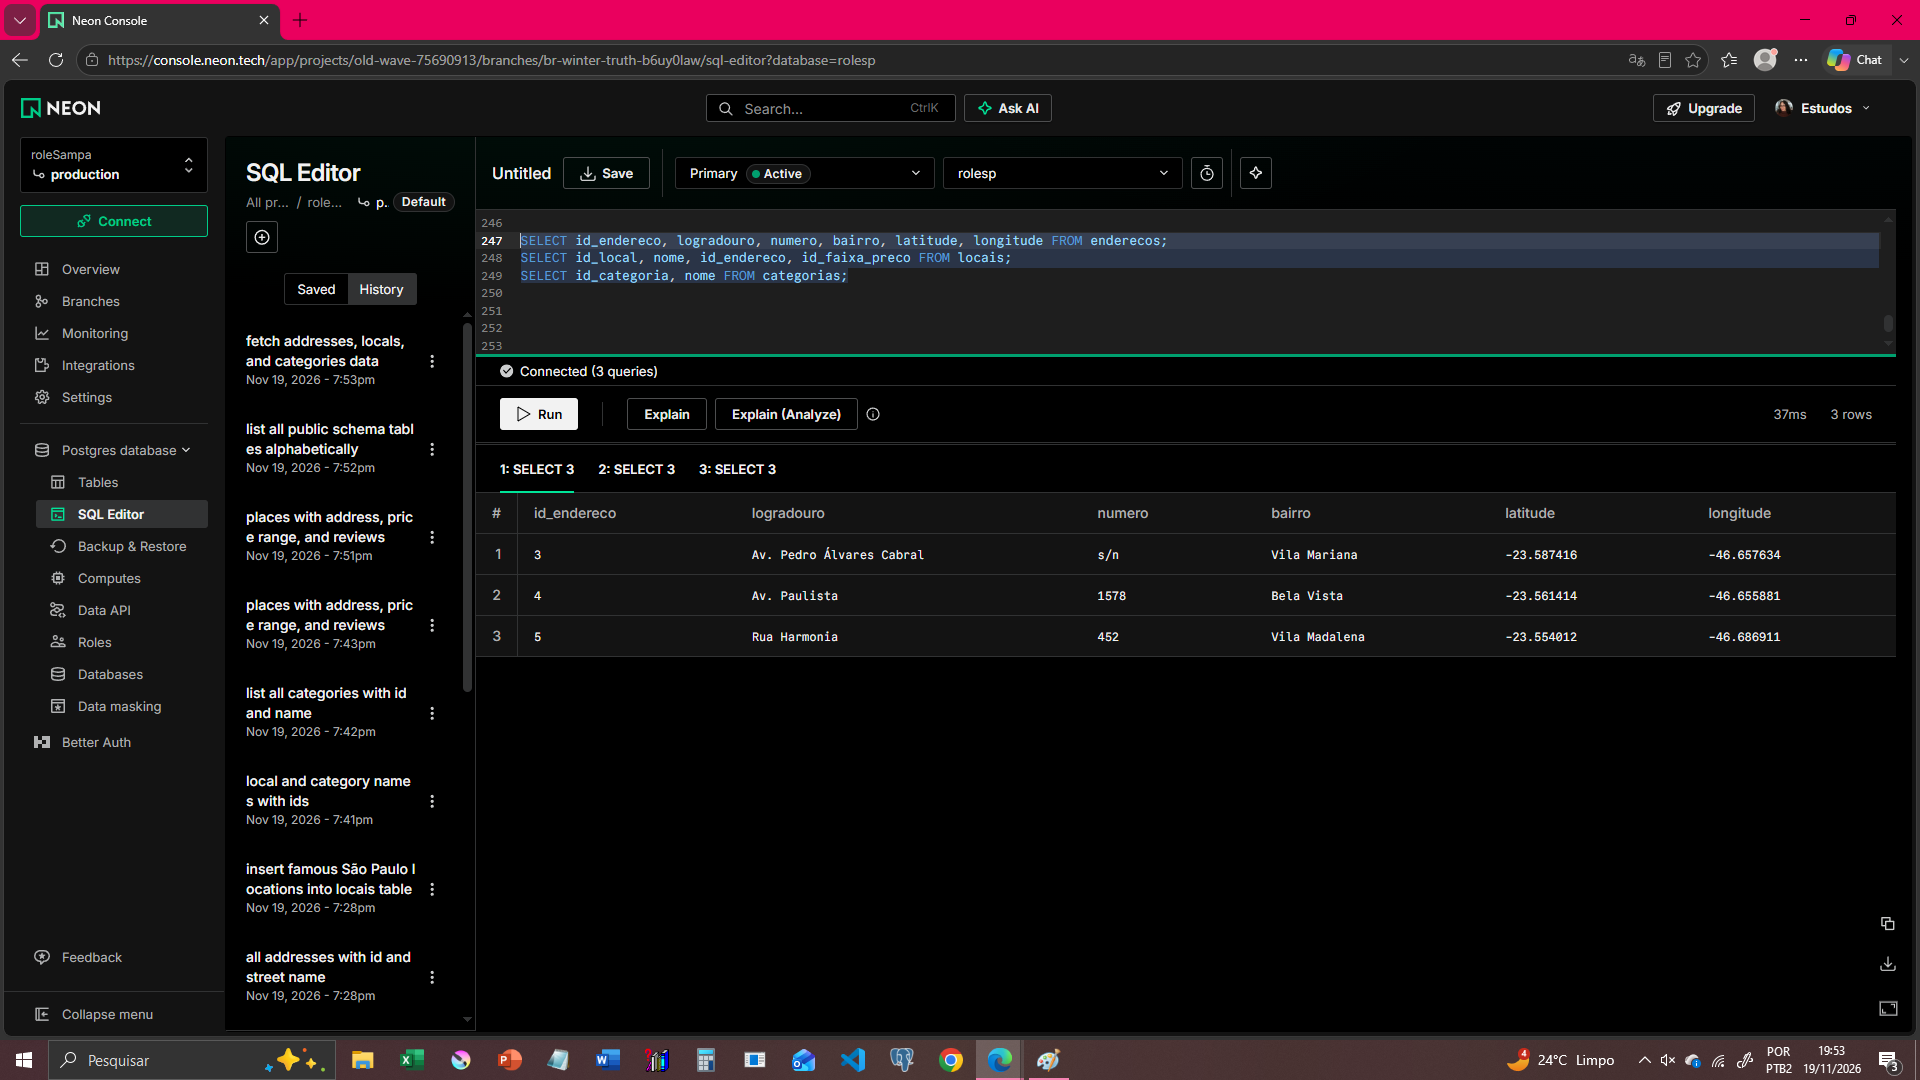 Neon Console
https://console.neon.tech/app/projects/old-wave-75690913/branches/br-winter-truth-b6uy0law/sql-editor?database=rolesp
Chat
NEON
Search...
CtrlK
Ask AI
Upgrade
Estudos
roleSampa
production
Connect
Overview
Branches
Monitoring
Integrations
Settings
Postgres database
Tables
SQL Editor
Backup & Restore
Computes
Data API
Roles
Databases
Data masking
Better Auth
Feedback
Collapse menu
SQL Editor
All pr... / role... p. Default
Saved
History
fetch addresses, locals,
and categories data
Nov 19, 2026 - 7:53pm
list all public schema tabl
es alphabetically
Nov 19, 2026 - 7:52pm
places with address, pric
e range, and reviews
Nov 19, 2026 - 7:51pm
places with address, pric
e range, and reviews
Nov 19, 2026 - 7:43pm
list all categories with id
and name
Nov 19, 2026 - 7:42pm
local and category name
s with ids
Nov 19, 2026 - 7:41pm
insert famous São Paulo l
ocations into locais table
Nov 19, 2026 - 7:28pm
all addresses with id and
street name
Nov 19, 2026 - 7:28pm
Untitled
Save
Primary Active
rolesp
246
247 SELECT id_endereco, logradouro, numero, bairro, latitude, longitude FROM enderecos;
248 SELECT id_local, nome, id_endereco, id_faixa_preco FROM locais;
249 SELECT id_categoria, nome FROM categorias;
250
251
252
253
Connected (3 queries)
Run
Explain
Explain (Analyze)
37ms
3 rows
1: SELECT 3 2: SELECT 3 3: SELECT 3
# id_endereco logradouro numero bairro latitude longitude
1 3 Av. Pedro Álvares Cabral s/n Vila Mariana -23.587416 -46.657634
2 4 Av. Paulista 1578 Bela Vista -23.561414 -46.655881
3 5 Rua Harmonia 452 Vila Madalena -23.554012 -46.686911
Pesquisar
4
24°C Limpo
POR
PTB2
19:53
19/11/2026
3